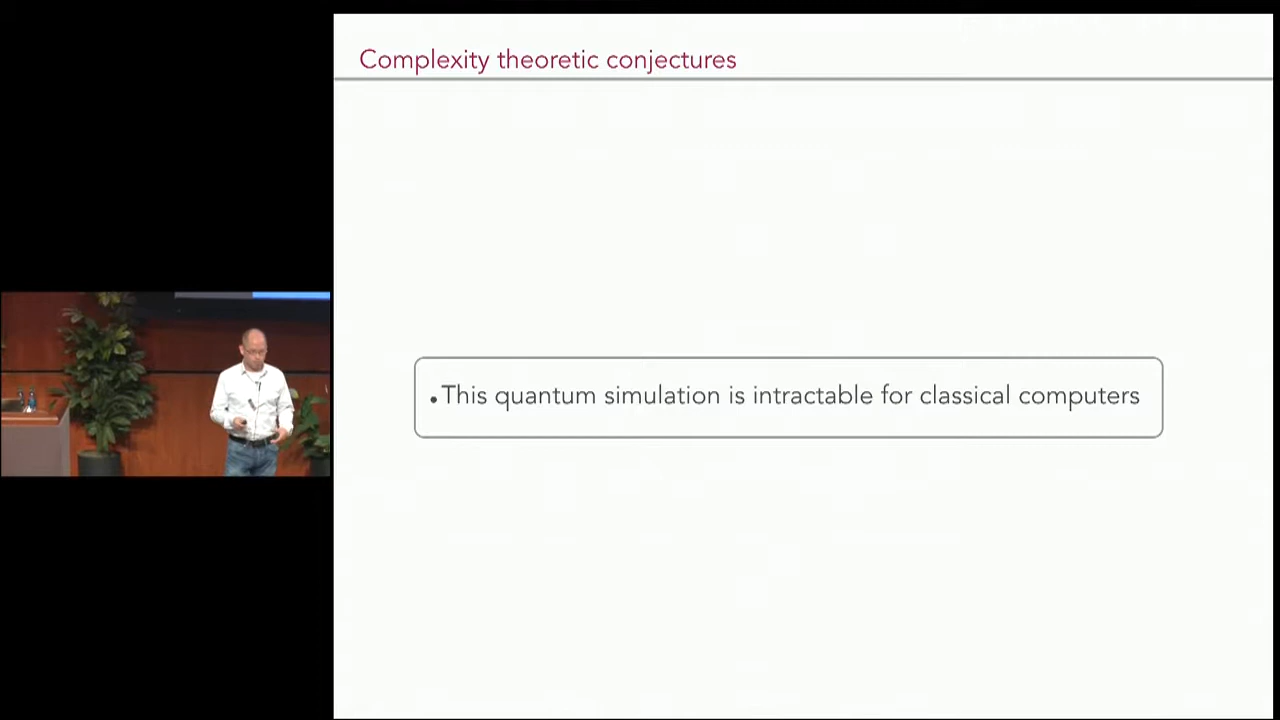 Complexity theoretic conjectures
•This quantum simulation is intractable for classical computers